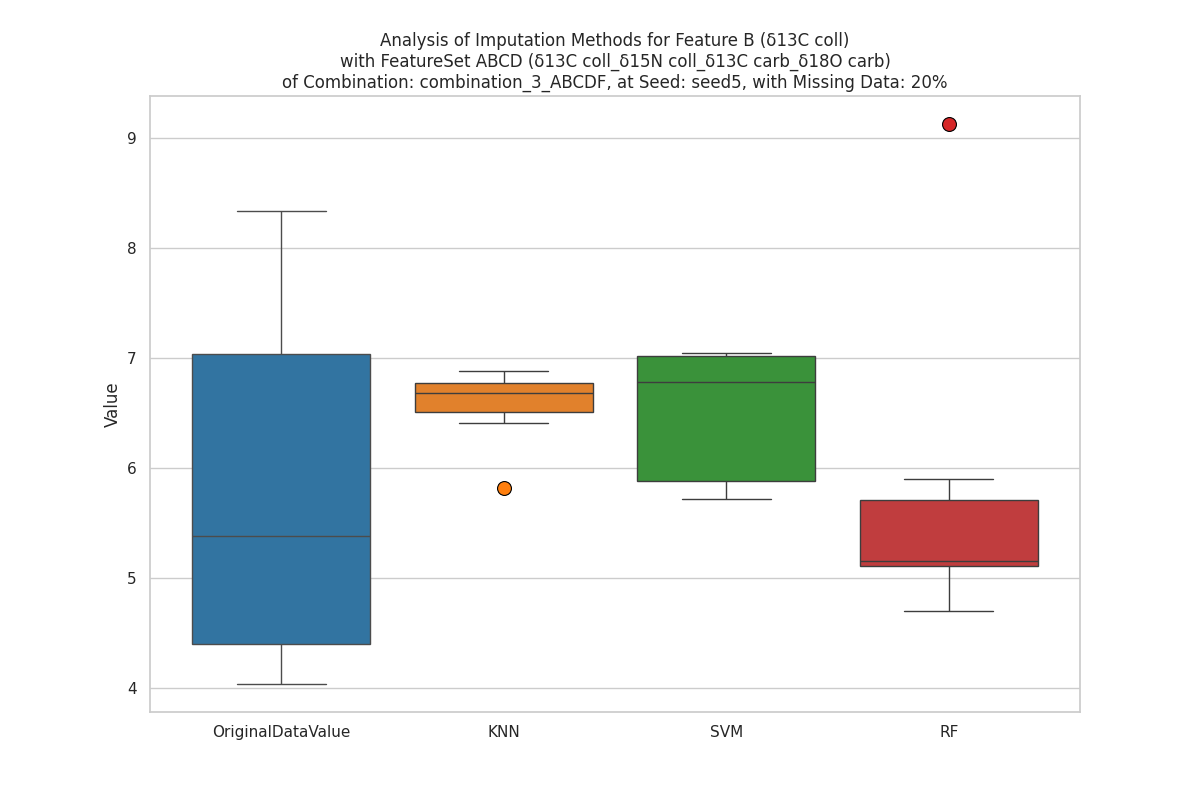 Analysis of Imputation Methods for Feature B (δ13C coll)
with FeatureSet ABCD (δ13C coll_δ15N coll_δ13C carb_δ18O carb)
of Combination: combination_3_ABCDF, at Seed: seed5, with Missing Data: 20%
9
8
7
6
5
4
Value
OriginalDataValue KNN SVM RF